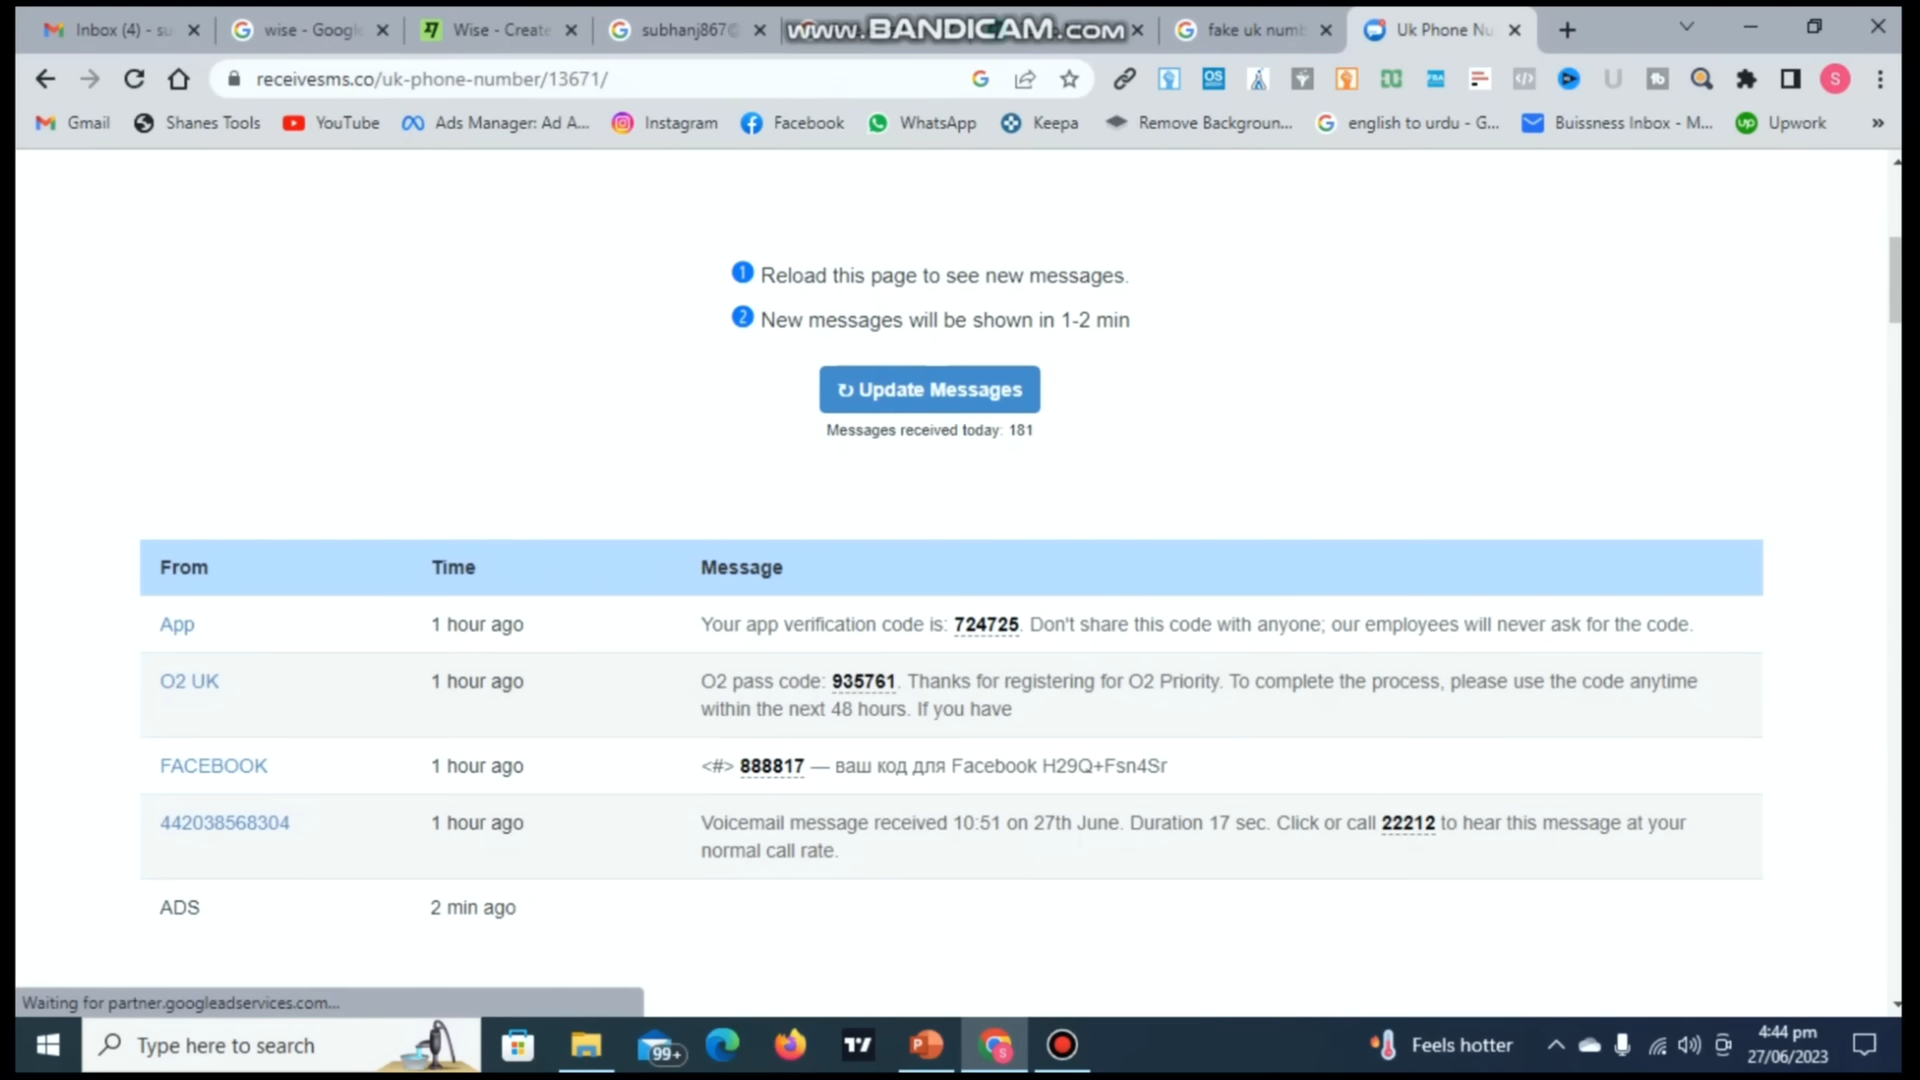 Inbox (4) - su
wise - Google
Wise - Create
subhanj867@
www.BANDICAM.com
fake uk numb
Uk Phone Nu
receivesms.co/uk-phone-number/13671/
Gmail
Shanes Tools
YouTube
Ads Manager: Ad A...
Instagram
Facebook
WhatsApp
Keepa
Remove Backgroun...
english to urdu - G...
Buissness Inbox - M...
Upwork
»
1 Reload this page to see new messages.
2 New messages will be shown in 1-2 min
Update Messages
Messages received today: 181
From Time Message
App 1 hour ago Your app verification code is: 724725. Don't share this code with anyone; our employees will never ask for the code.
O2 UK 1 hour ago O2 pass code: 935761. Thanks for registering for O2 Priority. To complete the process, please use the code anytime
within the next 48 hours. If you have
FACEBOOK 1 hour ago <#> 888817 — ваш код для Facebook H29Q+Fsn4Sr
442038568304 1 hour ago Voicemail message received 10:51 on 27th June. Duration 17 sec. Click or call 22212 to hear this message at your
normal call rate.
ADS 2 min ago
Waiting for partner.googleadservices.com...
Type here to search
99+
Feels hotter
4:44 pm
27/06/2023